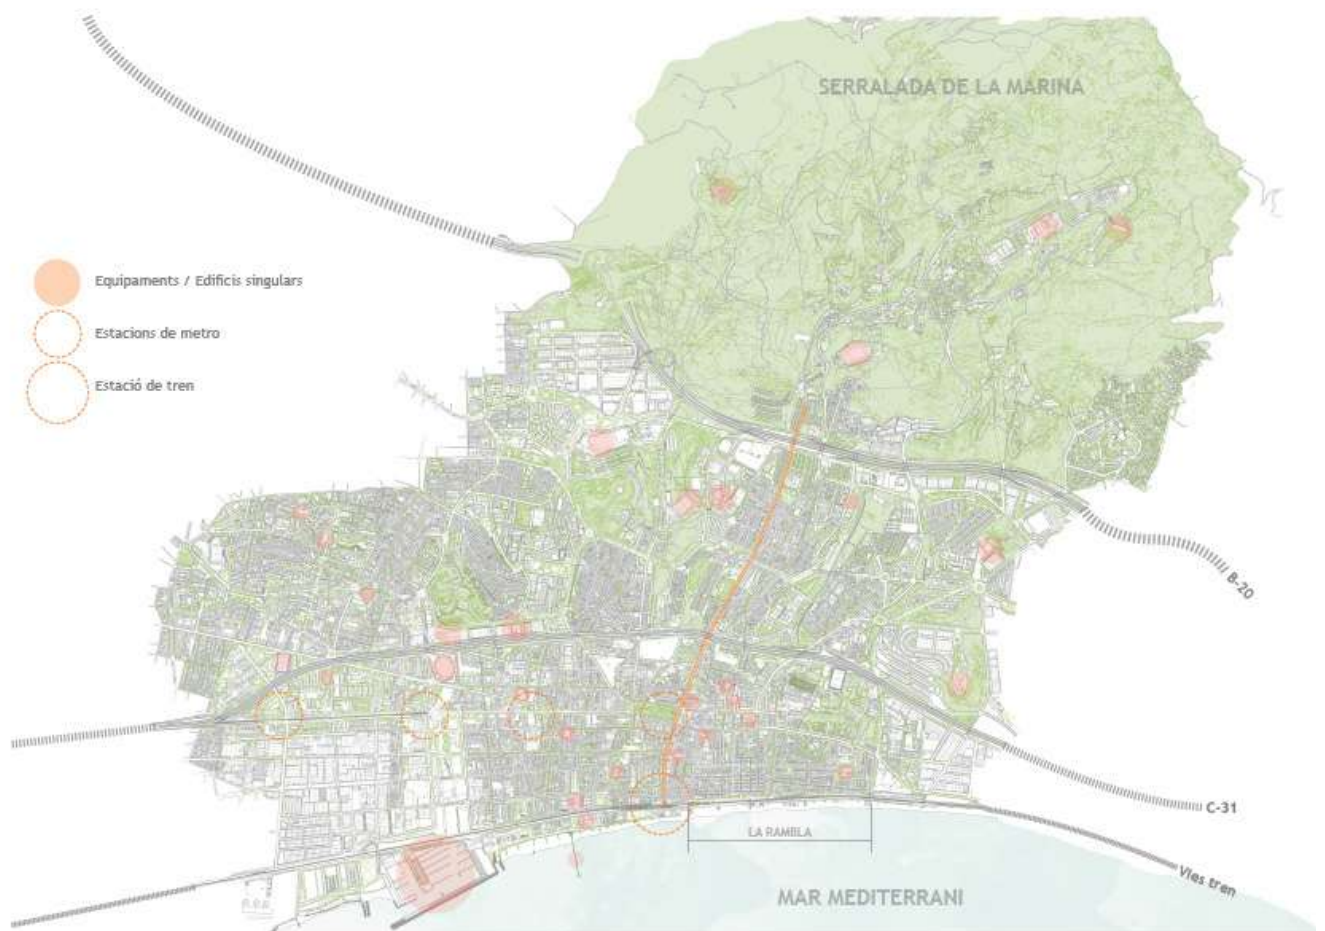 SERRALADA DE LA MARINA
Equipaments / Edificis singulars
Estacions de metro
Estació de tren
B-20
C-31
LA RAMBLA
Vies tren
MAR MEDITERRANI